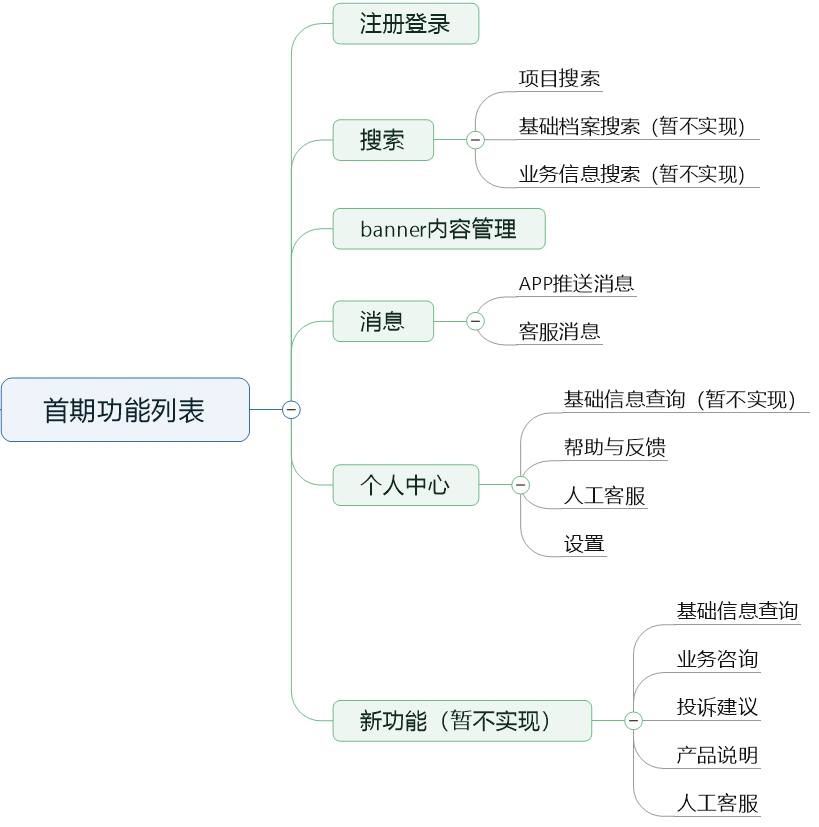 首期功能列表
注册登录
搜索
项目搜索
基础档案搜索（暂不实现）
业务信息搜索（暂不实现）
banner内容管理
消息
APP推送消息
客服消息
个人中心
基础信息查询（暂不实现）
帮助与反馈
人工客服
设置
新功能（暂不实现）
基础信息查询
业务咨询
投诉建议
产品说明
人工客服